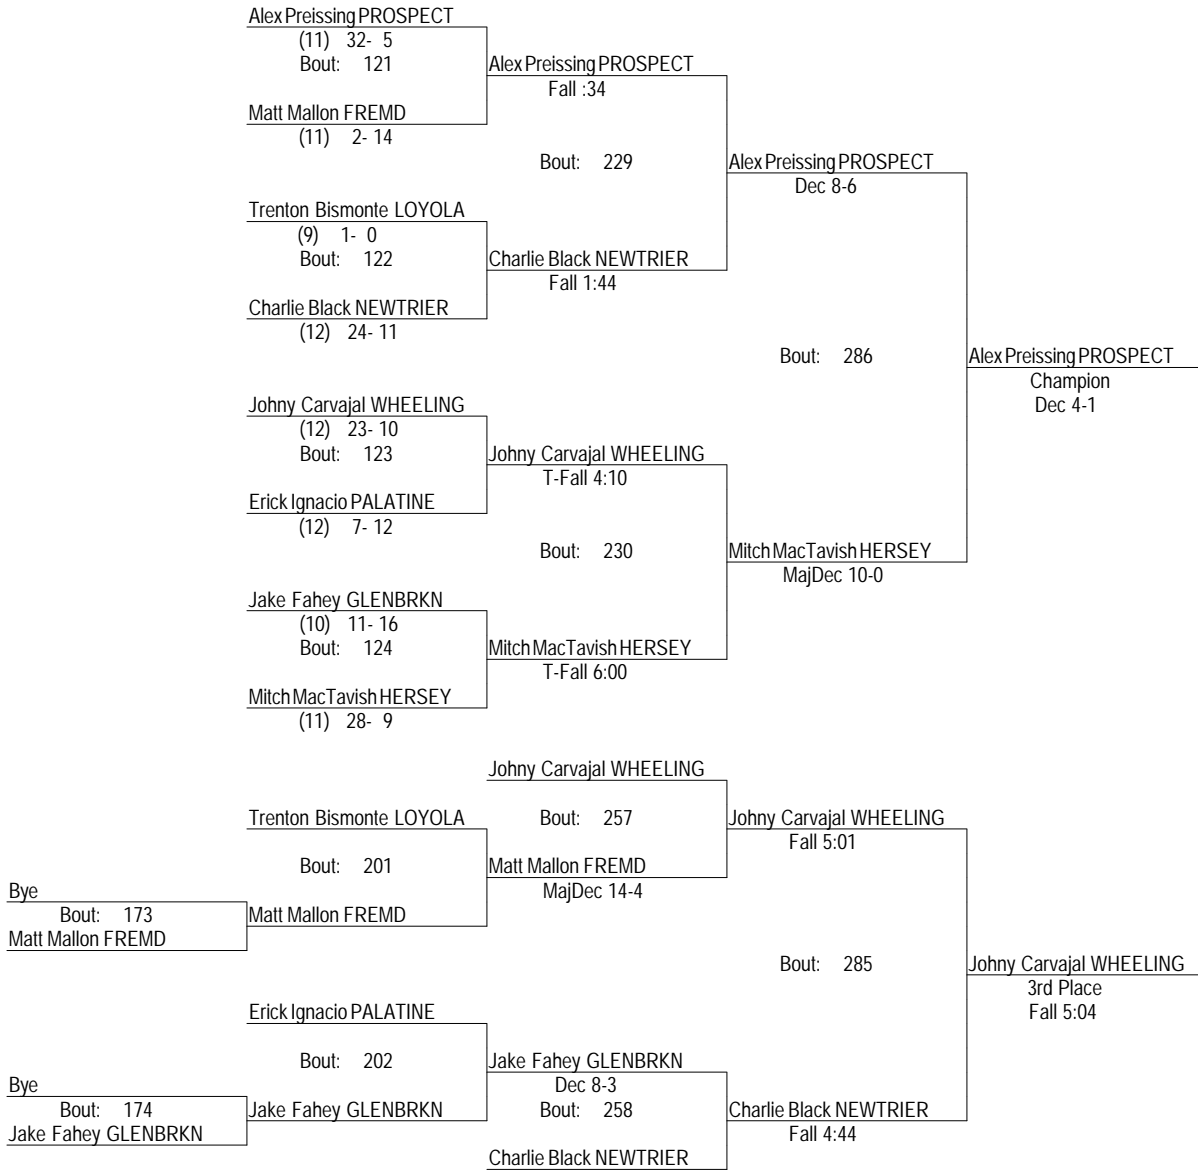 Alex Preissing PROSPECT
(11) 32- 5
Bout: 121
Alex Preissing PROSPECT
Fall :34
Matt Mallon FREMD
(11) 2- 14
Bout: 229
Alex Preissing PROSPECT
Dec 8-6
Trenton Bismonte LOYOLA
(9) 1- 0
Bout: 122
Charlie Black NEWTRIER
Fall 1:44
Charlie Black NEWTRIER
(12) 24- 11
Bout: 286
Alex Preissing PROSPECT
Champion
Dec 4-1
Johny Carvajal WHEELING
(12) 23- 10
Bout: 123
Johny Carvajal WHEELING
T-Fall 4:10
Erick Ignacio PALATINE
(12) 7- 12
Bout: 230
Mitch MacTavish HERSEY
MajDec 10-0
Jake Fahey GLENBRKN
(10) 11- 16
Bout: 124
Mitch MacTavish HERSEY
T-Fall 6:00
Mitch MacTavish HERSEY
(11) 28- 9
Johny Carvajal WHEELING
Trenton Bismonte LOYOLA
Bout: 257
Johny Carvajal WHEELING
Fall 5:01
Bout: 201
Matt Mallon FREMD
MajDec 14-4
Bye
Bout: 173
Matt Mallon FREMD
Matt Mallon FREMD
Bout: 285
Johny Carvajal WHEELING
3rd Place
Fall 5:04
Erick Ignacio PALATINE
Bout: 202
Jake Fahey GLENBRKN
Dec 8-3
Bye
Bout: 174
Jake Fahey GLENBRKN
Jake Fahey GLENBRKN
Bout: 258
Charlie Black NEWTRIER
Fall 4:44
Charlie Black NEWTRIER